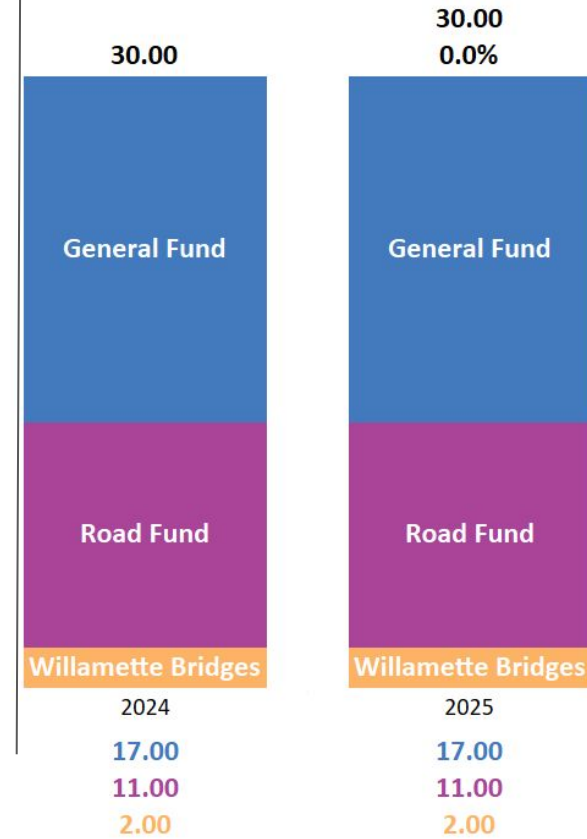 30.00
30.00
0.0%
General Fund
General Fund
Road Fund
Road Fund
Willamette Bridges
Willamette Bridges
2024
2025
17.00
17.00
11.00
11.00
2.00
2.00